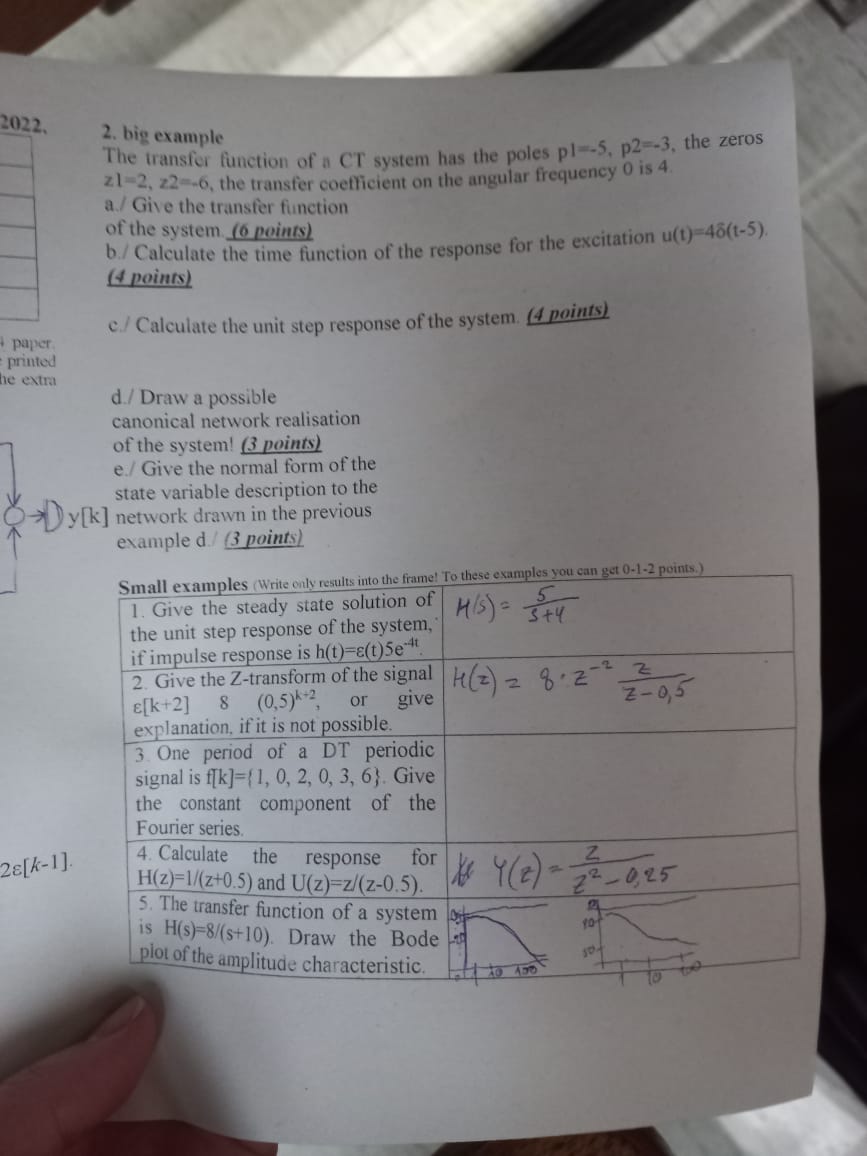 2022.
2. big example
The transfer function of a CT system has the poles p1=-5, p2=-3, the zeros
z1=2, z2=-6, the transfer coefficient on the angular frequency 0 is 4.
a./ Give the transfer function
of the system. (6 points)
b./ Calculate the time function of the response for the excitation u(t)=4δ(t-5).
(4 points)
c./ Calculate the unit step response of the system. (4 points)
paper.
printed
he extra
d./ Draw a possible
canonical network realisation
of the system! (3 points)
e./ Give the normal form of the
state variable description to the
y[k] network drawn in the previous
example d./ (3 points)
Small examples (Write only results into the frame! To these examples you can get 0-1-2 points.)
1. Give the steady state solution of
the unit step response of the system,
if impulse response is h(t)=ε(t)5e^-4t.
H(s) = 5/(s+4)
2. Give the Z-transform of the signal
ε[k+2] 8 (0,5)^k+2, or give
explanation, if it is not possible.
H(z) = 8·z^-2 z/(z-0,5)
3. One period of a DT periodic
signal is f[k]={1, 0, 2, 0, 3, 6}. Give
the constant component of the
Fourier series.
2ε[k-1].
4. Calculate the response for
H(z)=1/(z+0.5) and U(z)=z/(z-0.5).
Y(z) = z/(z²-0,25)
5. The transfer function of a system
is H(s)=8/(s+10). Draw the Bode
plot of the amplitude characteristic.
1 10 100
1 10